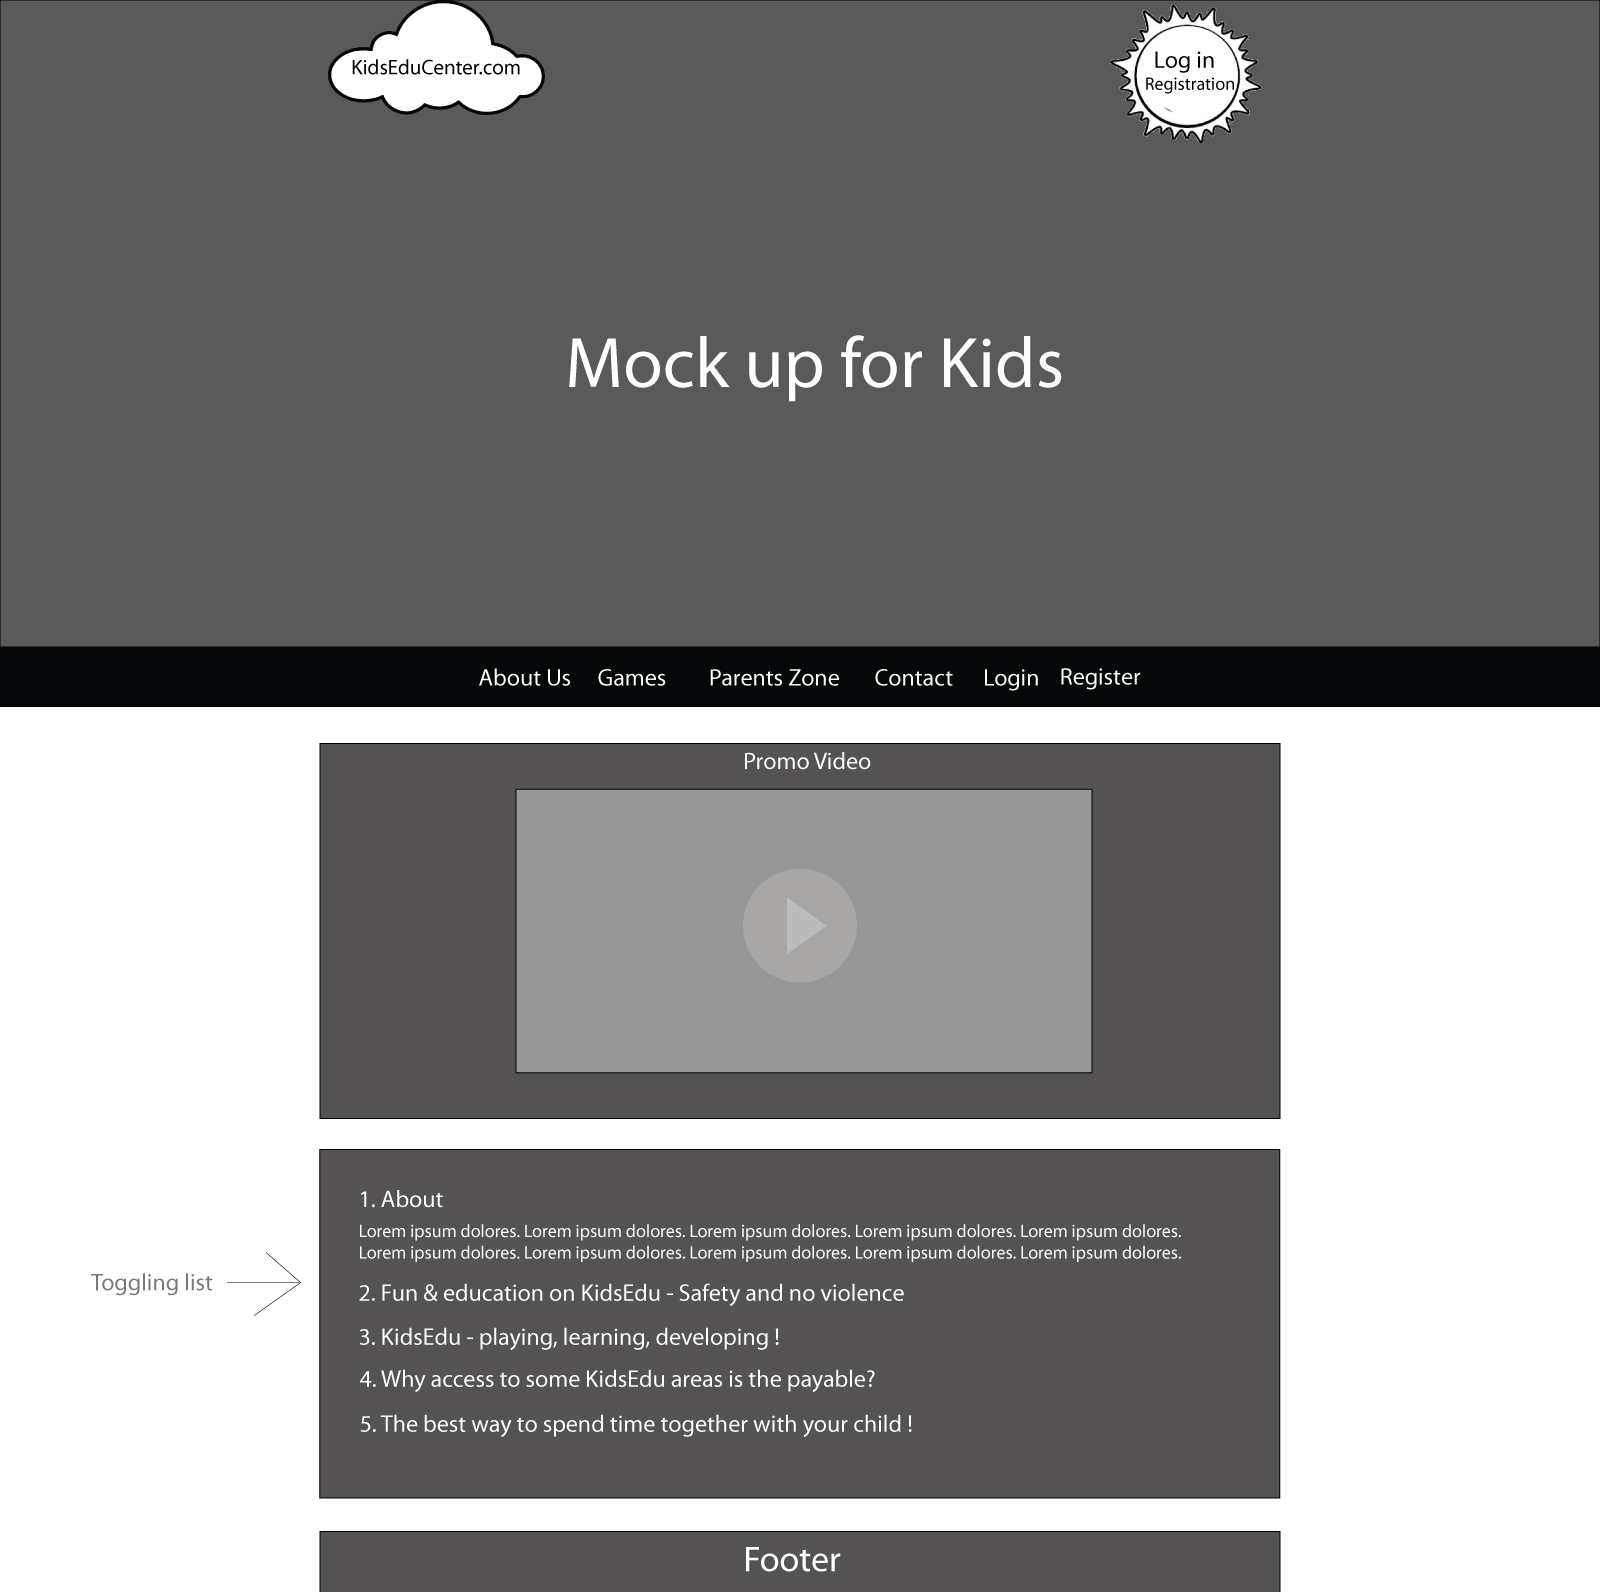 KidsEduCenter.com
Log in
Registration
Mock up for Kids
About Us Games Parents Zone Contact Login Register
Promo Video
1. About
Lorem ipsum dolores. Lorem ipsum dolores. Lorem ipsum dolores. Lorem ipsum dolores. Lorem ipsum dolores.
Lorem ipsum dolores. Lorem ipsum dolores. Lorem ipsum dolores. Lorem ipsum dolores. Lorem ipsum dolores.
Toggling list
2. Fun & education on KidsEdu - Safety and no violence
3. KidsEdu - playing, learning, developing !
4. Why access to some KidsEdu areas is the payable?
5. The best way to spend time together with your child !
Footer